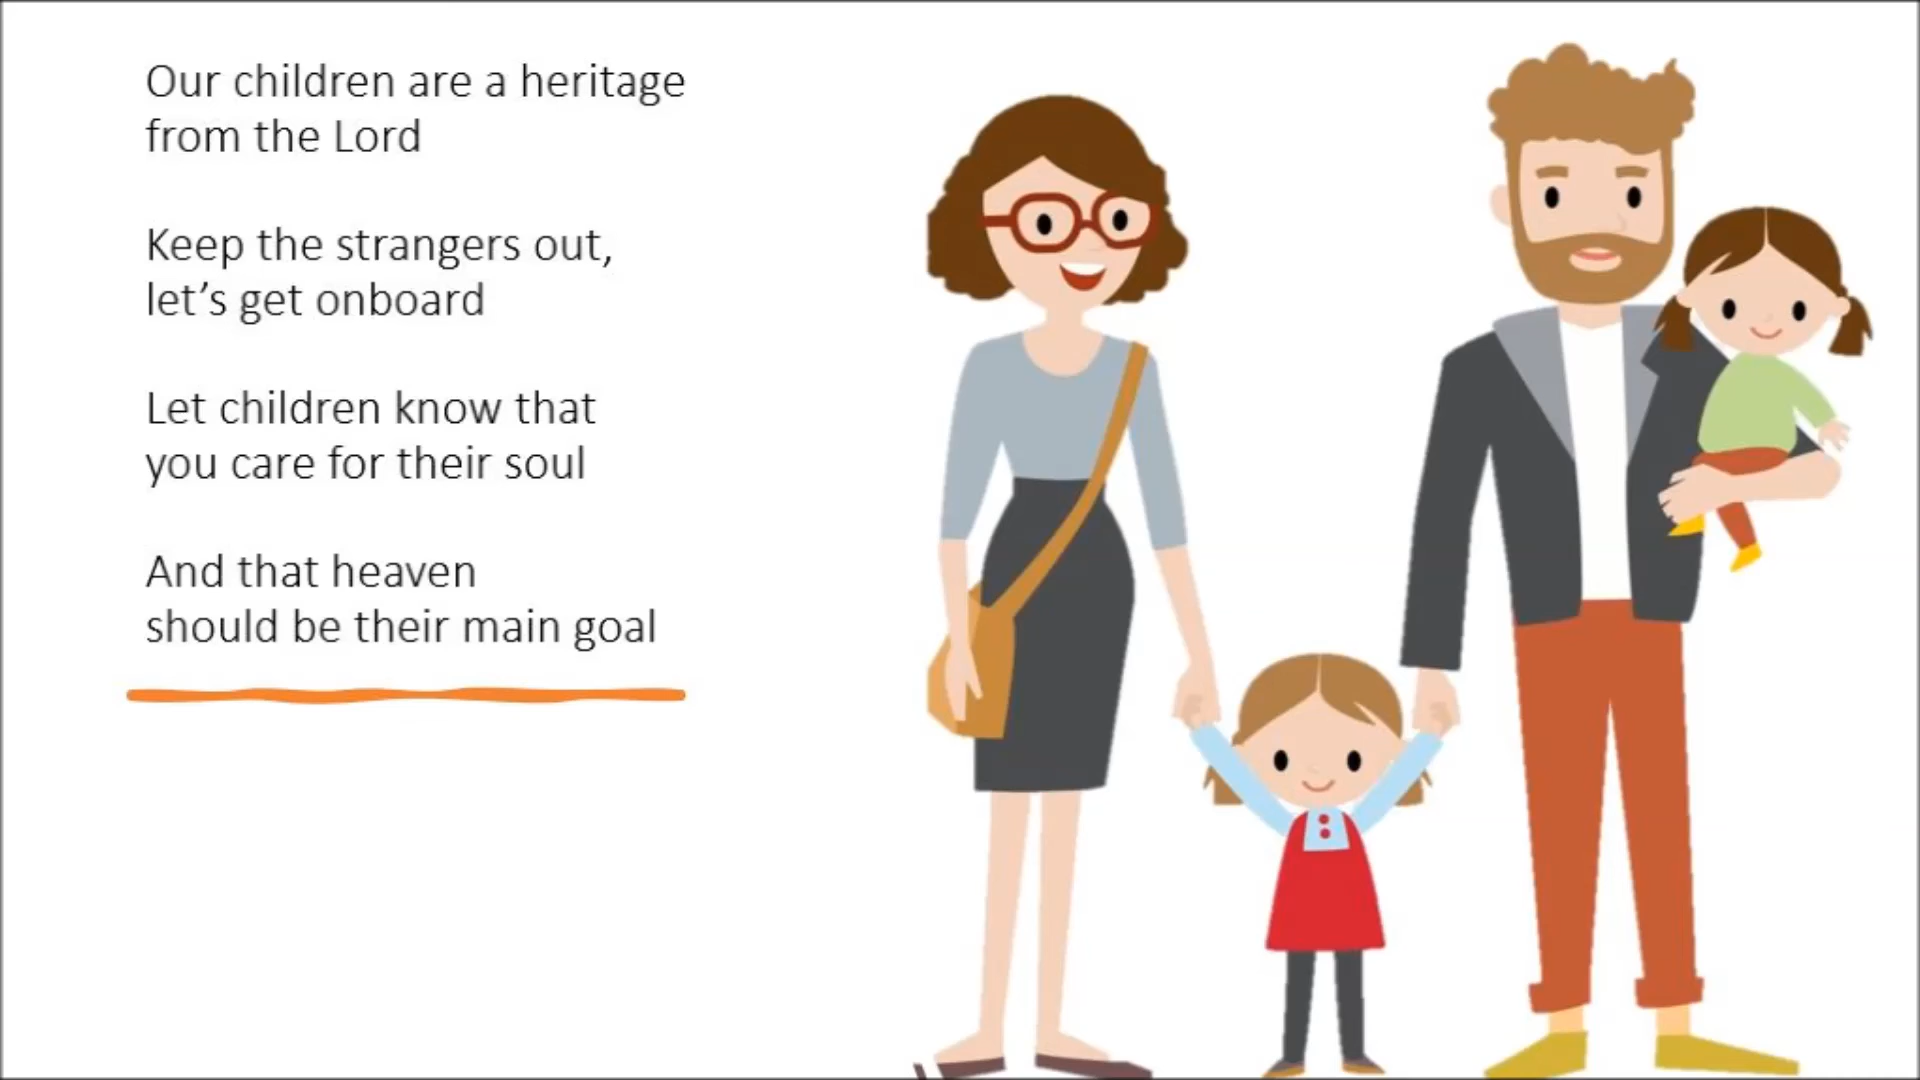 Our children are a heritage
from the Lord
Keep the strangers out,
let’s get onboard
Let children know that
you care for their soul
And that heaven
should be their main goal